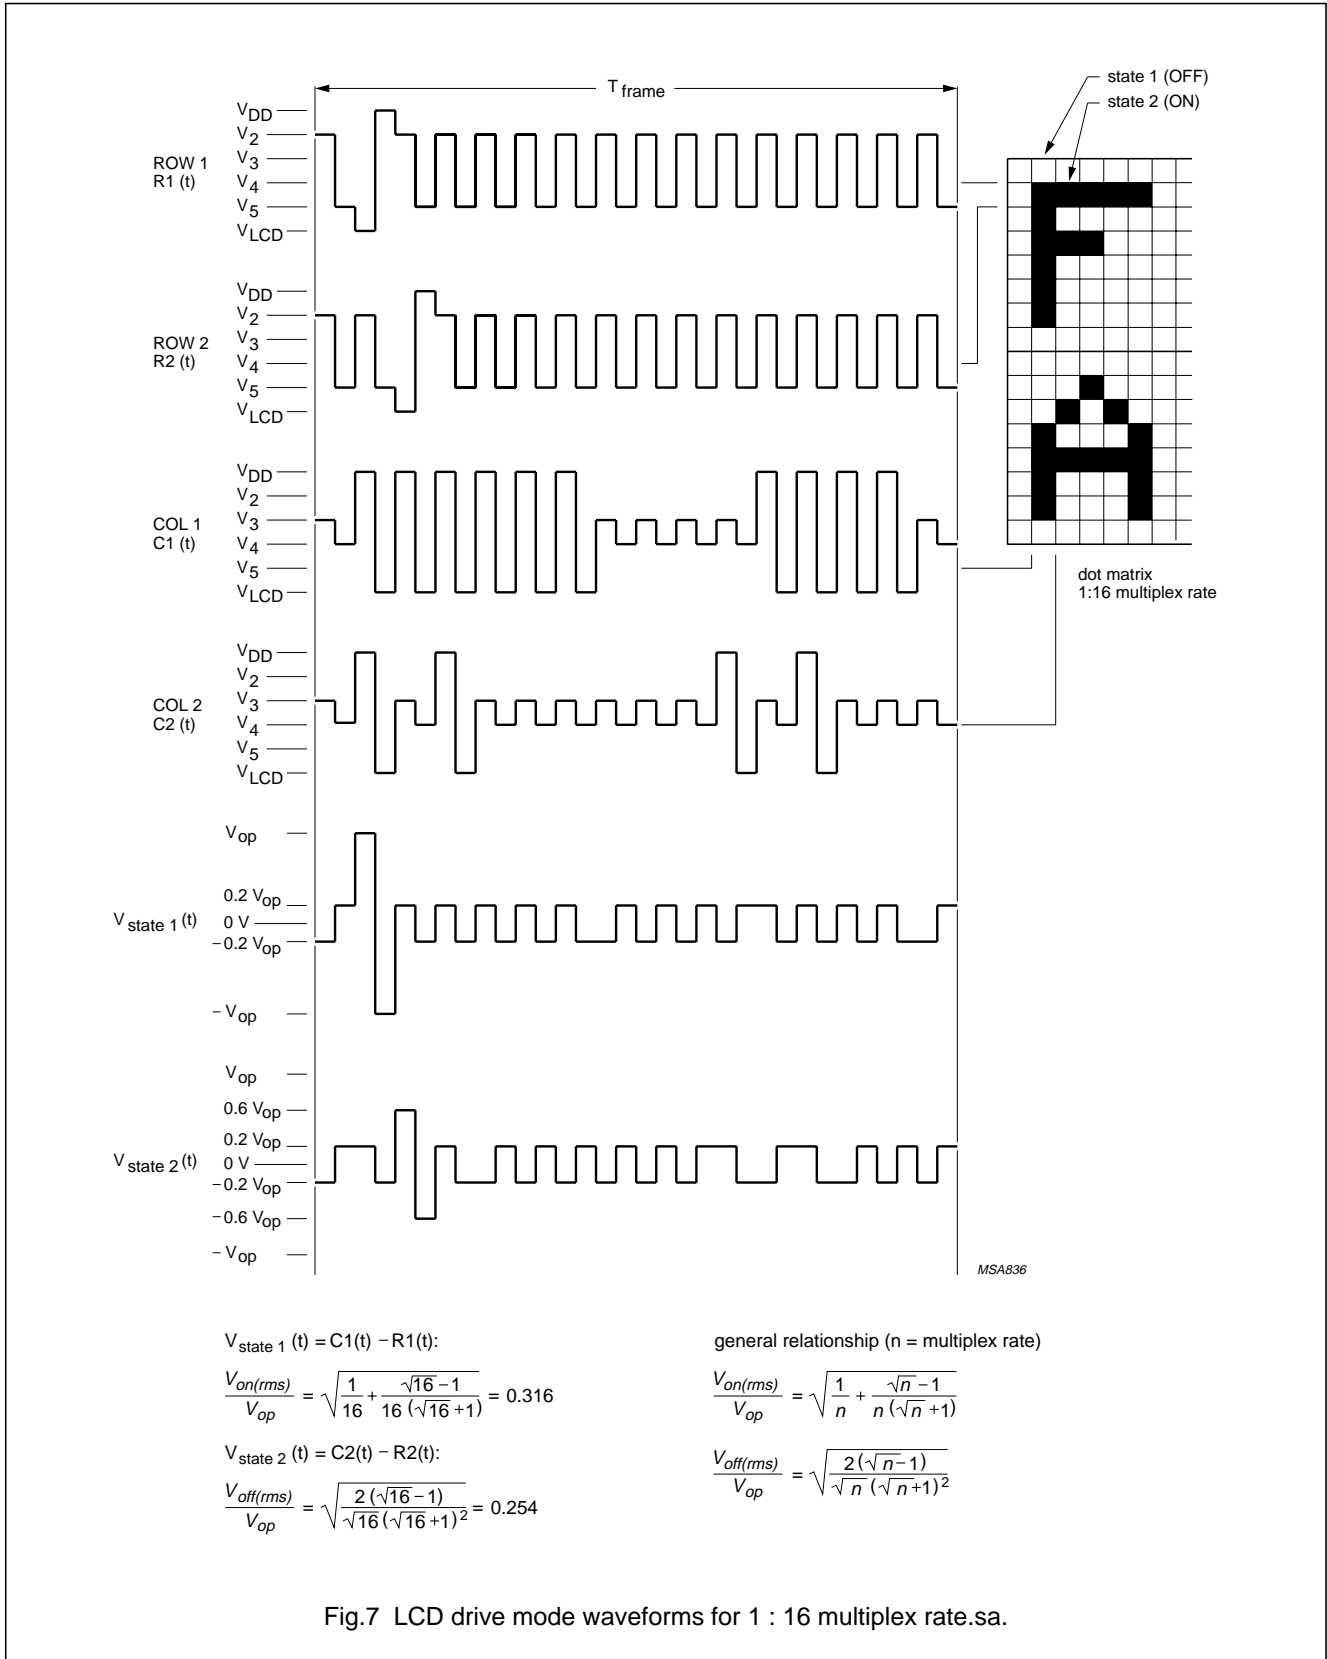 T frame
state 1 (OFF)
state 2 (ON)
ROW 1
R1 (t)
VDD
V2
V3
V4
V5
VLCD
ROW 2
R2 (t)
VDD
V2
V3
V4
V5
VLCD
COL 1
C1 (t)
VDD
V2
V3
V4
V5
VLCD
dot matrix
1:16 multiplex rate
COL 2
C2 (t)
VDD
V2
V3
V4
V5
VLCD
V state 1 (t)
Vop
0.2 Vop
0 V
−0.2 Vop
− Vop
V state 2 (t)
Vop
0.6 Vop
0.2 Vop
0 V
−0.2 Vop
−0.6 Vop
− Vop
MSA836
V state 1 (t) = C1(t) − R1(t):
Von(rms)/Vop = √(1/16 + (√16 −1)/(16 (√16 +1))) = 0.316
V state 2 (t) = C2(t) − R2(t):
Voff(rms)/Vop = √(2 (√16 −1)/(√16 (√16 +1)²)) = 0.254
general relationship (n = multiplex rate)
Von(rms)/Vop = √(1/n + (√n −1)/(n (√n +1)))
Voff(rms)/Vop = √(2 (√n −1)/(√n (√n +1)²))
Fig.7 LCD drive mode waveforms for 1 : 16 multiplex rate.sa.